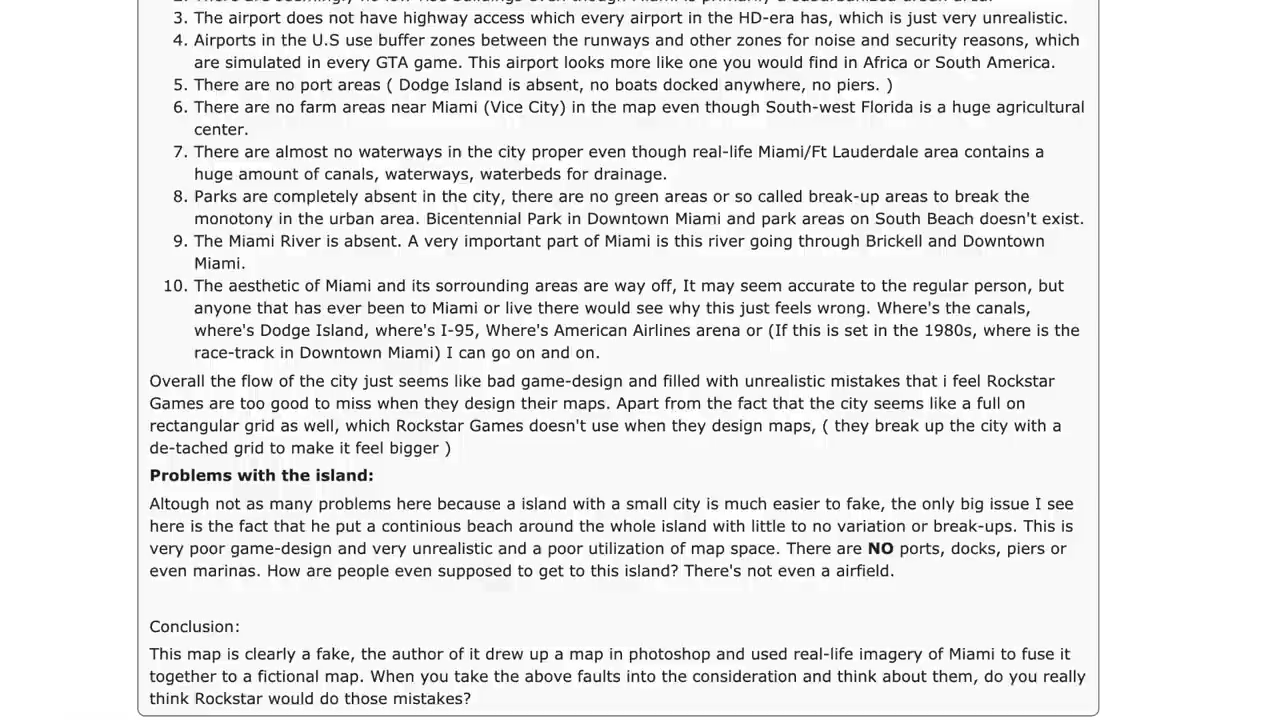 3. The airport does not have highway access which every airport in the HD-era has, which is just very unrealistic.
4. Airports in the U.S use buffer zones between the runways and other zones for noise and security reasons, which
are simulated in every GTA game. This airport looks more like one you would find in Africa or South America.
5. There are no port areas ( Dodge Island is absent, no boats docked anywhere, no piers. )
6. There are no farm areas near Miami (Vice City) in the map even though South-west Florida is a huge agricultural
center.
7. There are almost no waterways in the city proper even though real-life Miami/Ft Lauderdale area contains a
huge amount of canals, waterways, waterbeds for drainage.
8. Parks are completely absent in the city, there are no green areas or so called break-up areas to break the
monotony in the urban area. Bicentennial Park in Downtown Miami and park areas on South Beach doesn't exist.
9. The Miami River is absent. A very important part of Miami is this river going through Brickell and Downtown
Miami.
10. The aesthetic of Miami and its sorrounding areas are way off, It may seem accurate to the regular person, but
anyone that has ever been to Miami or live there would see why this just feels wrong. Where's the canals,
where's Dodge Island, where's I-95, Where's American Airlines arena or (If this is set in the 1980s, where is the
race-track in Downtown Miami) I can go on and on.
Overall the flow of the city just seems like bad game-design and filled with unrealistic mistakes that i feel Rockstar
Games are too good to miss when they design their maps. Apart from the fact that the city seems like a full on
rectangular grid as well, which Rockstar Games doesn't use when they design maps, ( they break up the city with a
de-tached grid to make it feel bigger )
Problems with the island:
Altough not as many problems here because a island with a small city is much easier to fake, the only big issue I see
here is the fact that he put a continious beach around the whole island with little to no variation or break-ups. This is
very poor game-design and very unrealistic and a poor utilization of map space. There are NO ports, docks, piers or
even marinas. How are people even supposed to get to this island? There's not even a airfield.
Conclusion:
This map is clearly a fake, the author of it drew up a map in photoshop and used real-life imagery of Miami to fuse it
together to a fictional map. When you take the above faults into the consideration and think about them, do you really
think Rockstar would do those mistakes?